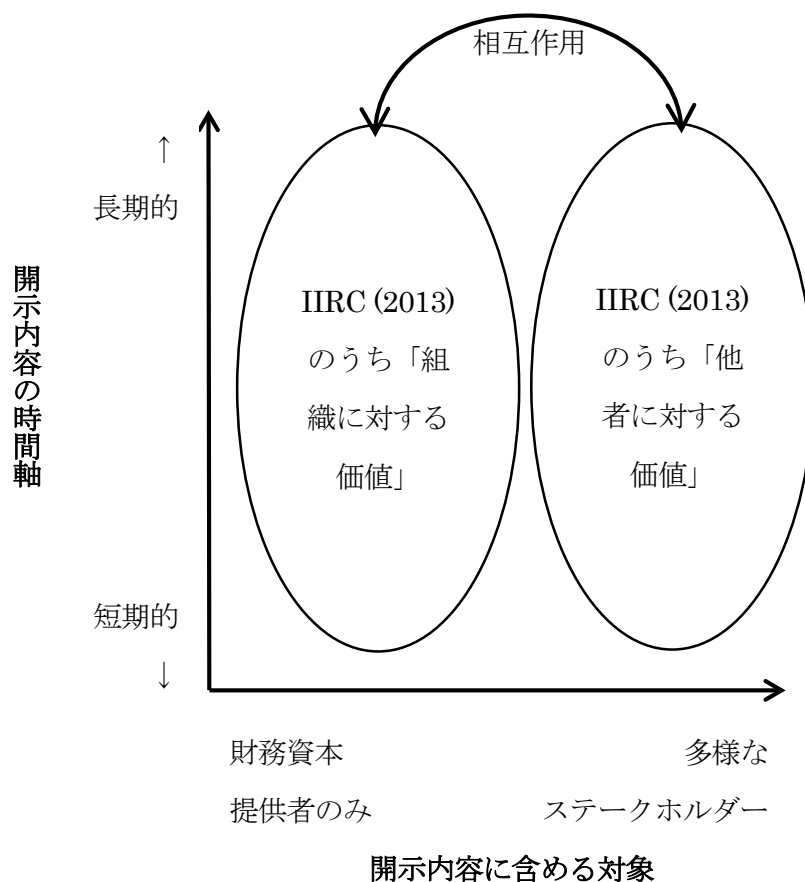 相互作用
↑
長期的
開示内容の時間軸
IIRC (2013)
のうち「組
織に対する
価値」
IIRC (2013)
のうち「他
者に対する
価値」
短期的
↓
財務資本
提供者のみ
多様な
ステークホルダー
開示内容に含める対象